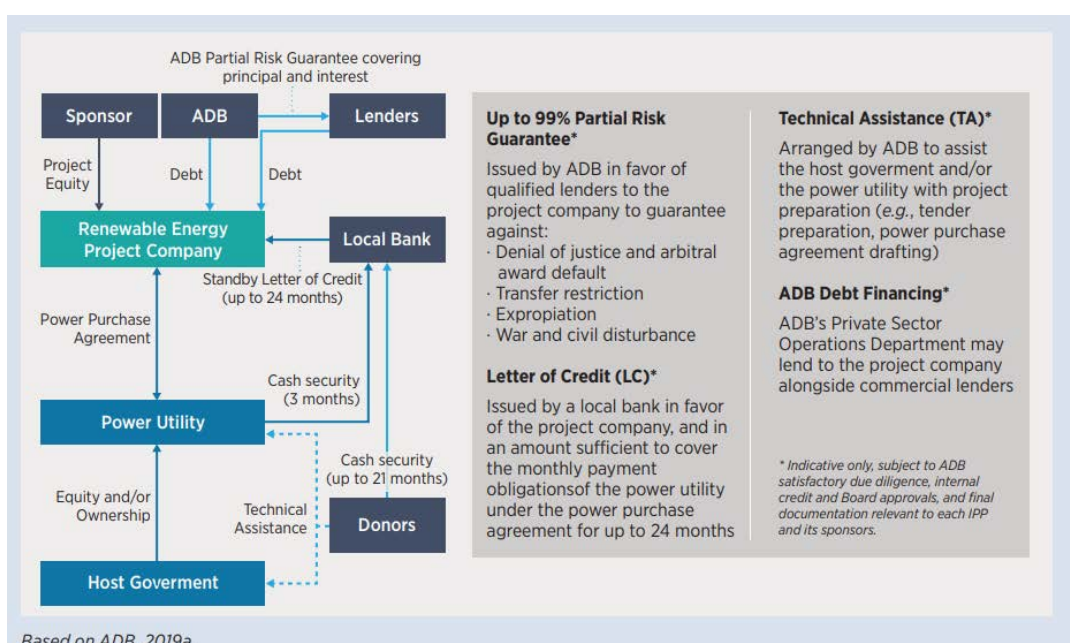 ADB Partial Risk Guarantee covering
principal and interest
Sponsor
ADB
Lenders
Project
Equity
Debt
Debt
Renewable Energy
Project Company
Local Bank
Standby Letter of Credit
(up to 24 months)
Power Purchase
Agreement
Cash security
(3 months)
Power Utility
Cash security
(up to 21 months)
Equity and/or
Ownership
Technical
Assistance
Donors
Host Goverment
Up to 99% Partial Risk
Guarantee*
Issued by ADB in favor of
qualified lenders to the
project company to guarantee
against:
· Denial of justice and arbitral
award default
· Transfer restriction
· Expropiation
· War and civil disturbance
Letter of Credit (LC)*
Issued by a local bank in favor
of the project company, and in
an amount sufficient to cover
the monthly payment
obligationsof the power utility
under the power purchase
agreement for up to 24 months
Technical Assistance (TA)*
Arranged by ADB to assist
the host goverment and/or
the power utility with project
preparation (e.g., tender
preparation, power purchase
agreement drafting)
ADB Debt Financing*
ADB's Private Sector
Operations Department may
lend to the project company
alongside commercial lenders
* Indicative only, subject to ADB
satisfactory due diligence, internal
credit and Board approvals, and final
documentation relevant to each IPP
and its sponsors.
Based on ADB, 2019a